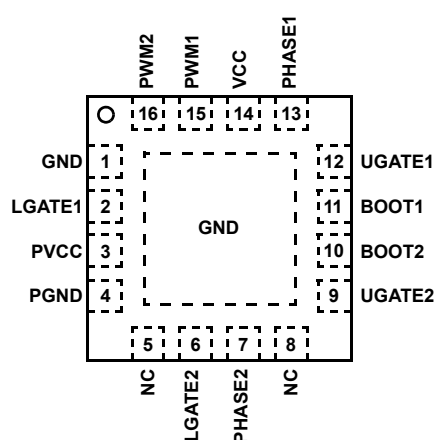 PWM2 PWM1 VCC PHASE1
16 15 14 13
GND 1 12 UGATE1
LGATE1 2 11 BOOT1
GND
PVCC 3 10 BOOT2
PGND 4 9 UGATE2
5 6 7 8
NC LGATE2 PHASE2 NC